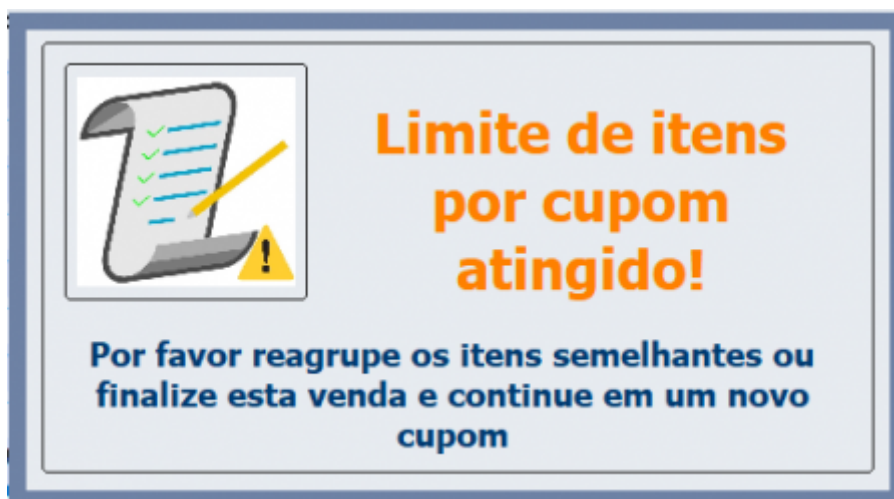 Limite de itens
por cupom
atingido!
Por favor reagrupe os itens semelhantes ou
finalize esta venda e continue em um novo
cupom